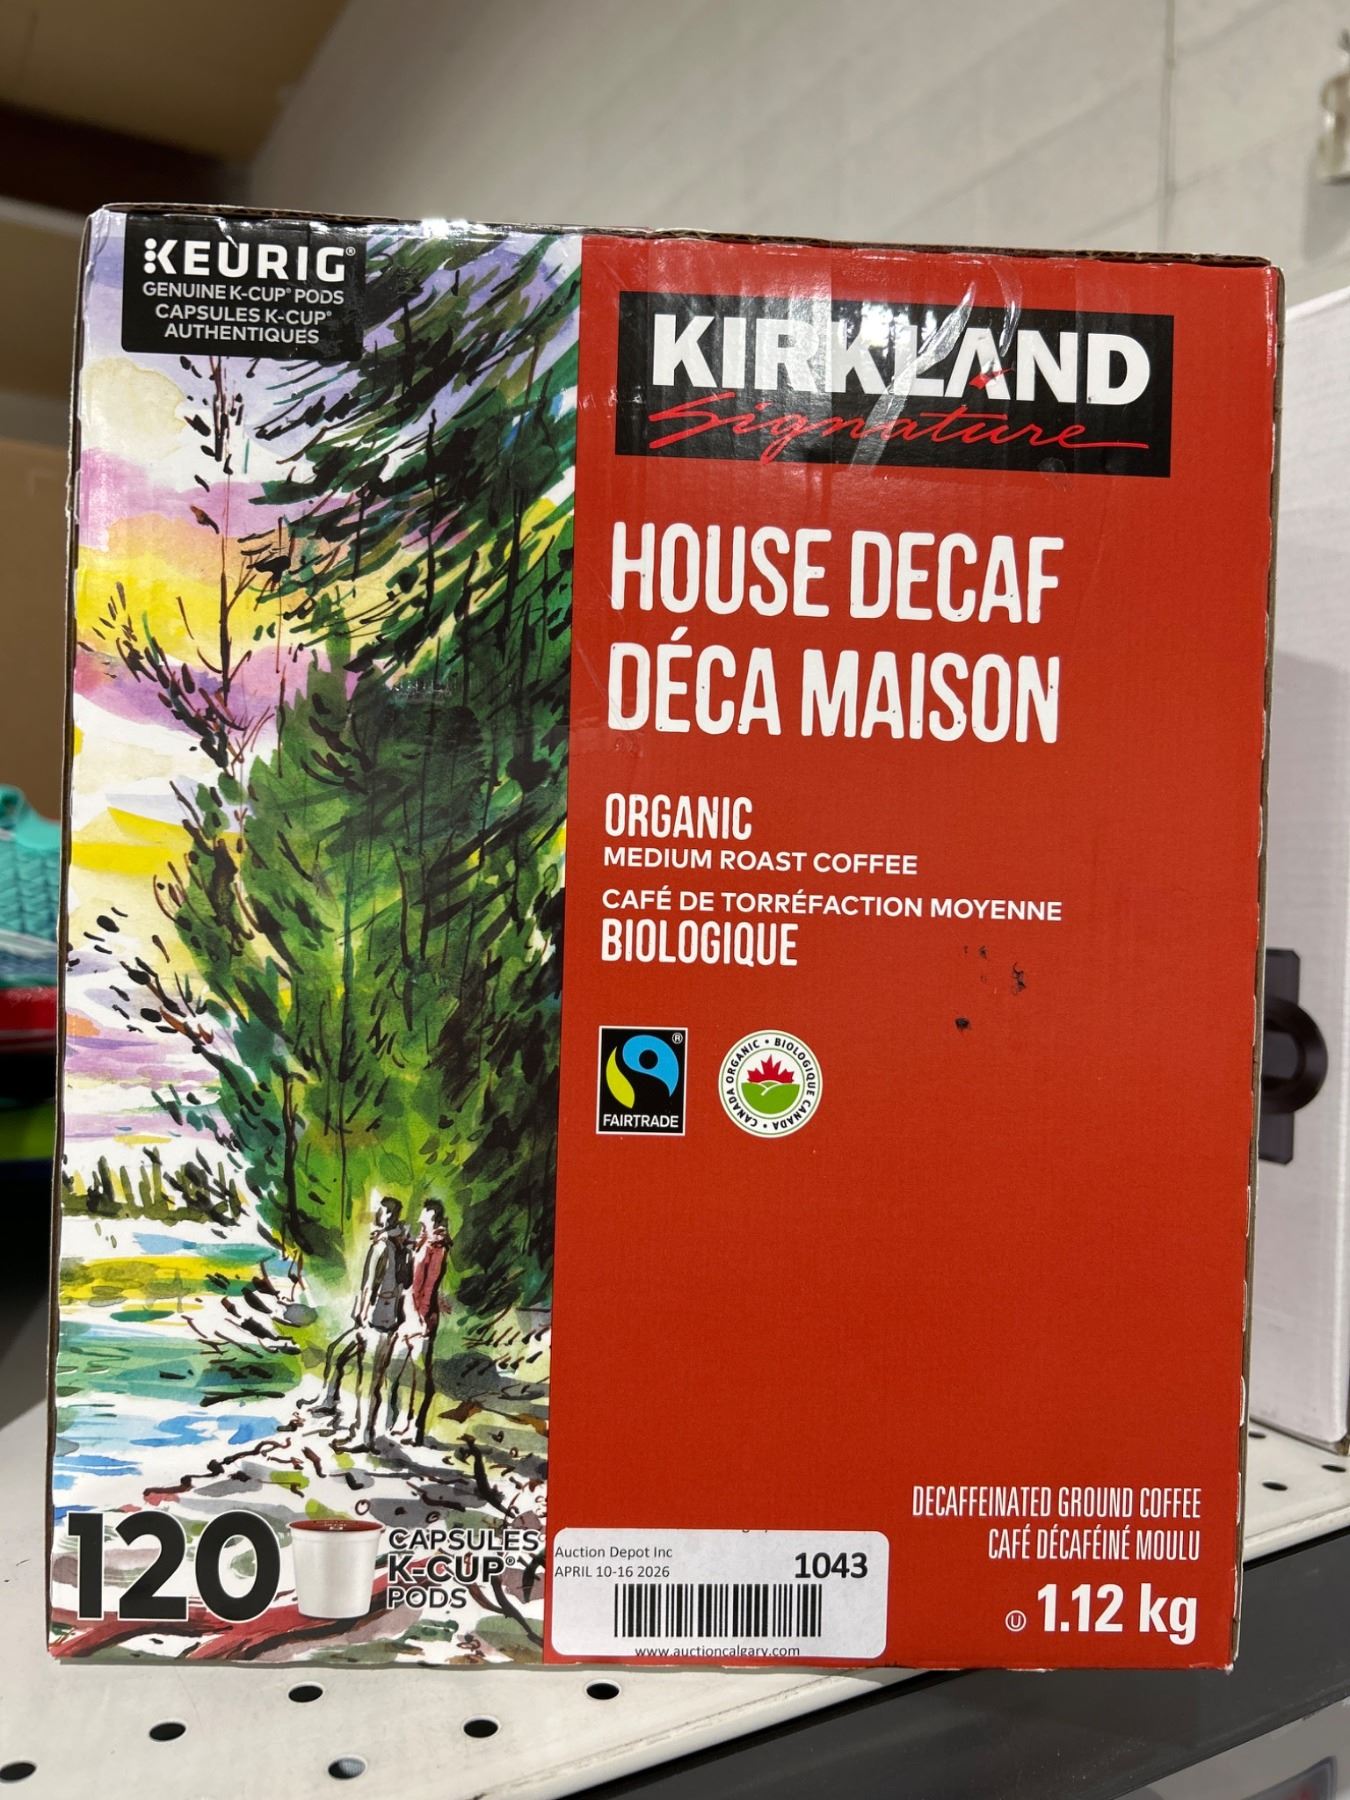 KEURIG®
GENUINE K-CUP® PODS
CAPSULES K-CUP®
AUTHENTIQUES
KIRKLAND
Signature
HOUSE DECAF
DÉCA MAISON
ORGANIC
MEDIUM ROAST COFFEE
CAFÉ DE TORRÉFACTION MOYENNE
BIOLOGIQUE
®
FAIRTRADE
CANADA ORGANIC • BIOLOGIQUE CANADA •
DECAFFEINATED GROUND COFFEE
CAFÉ DÉCAFÉINÉ MOULU
U 1.12 kg
120
CAPSULES
K-CUP®
PODS
Auction Depot Inc
APRIL 10-16 2026
1043
www.auctioncalgary.com